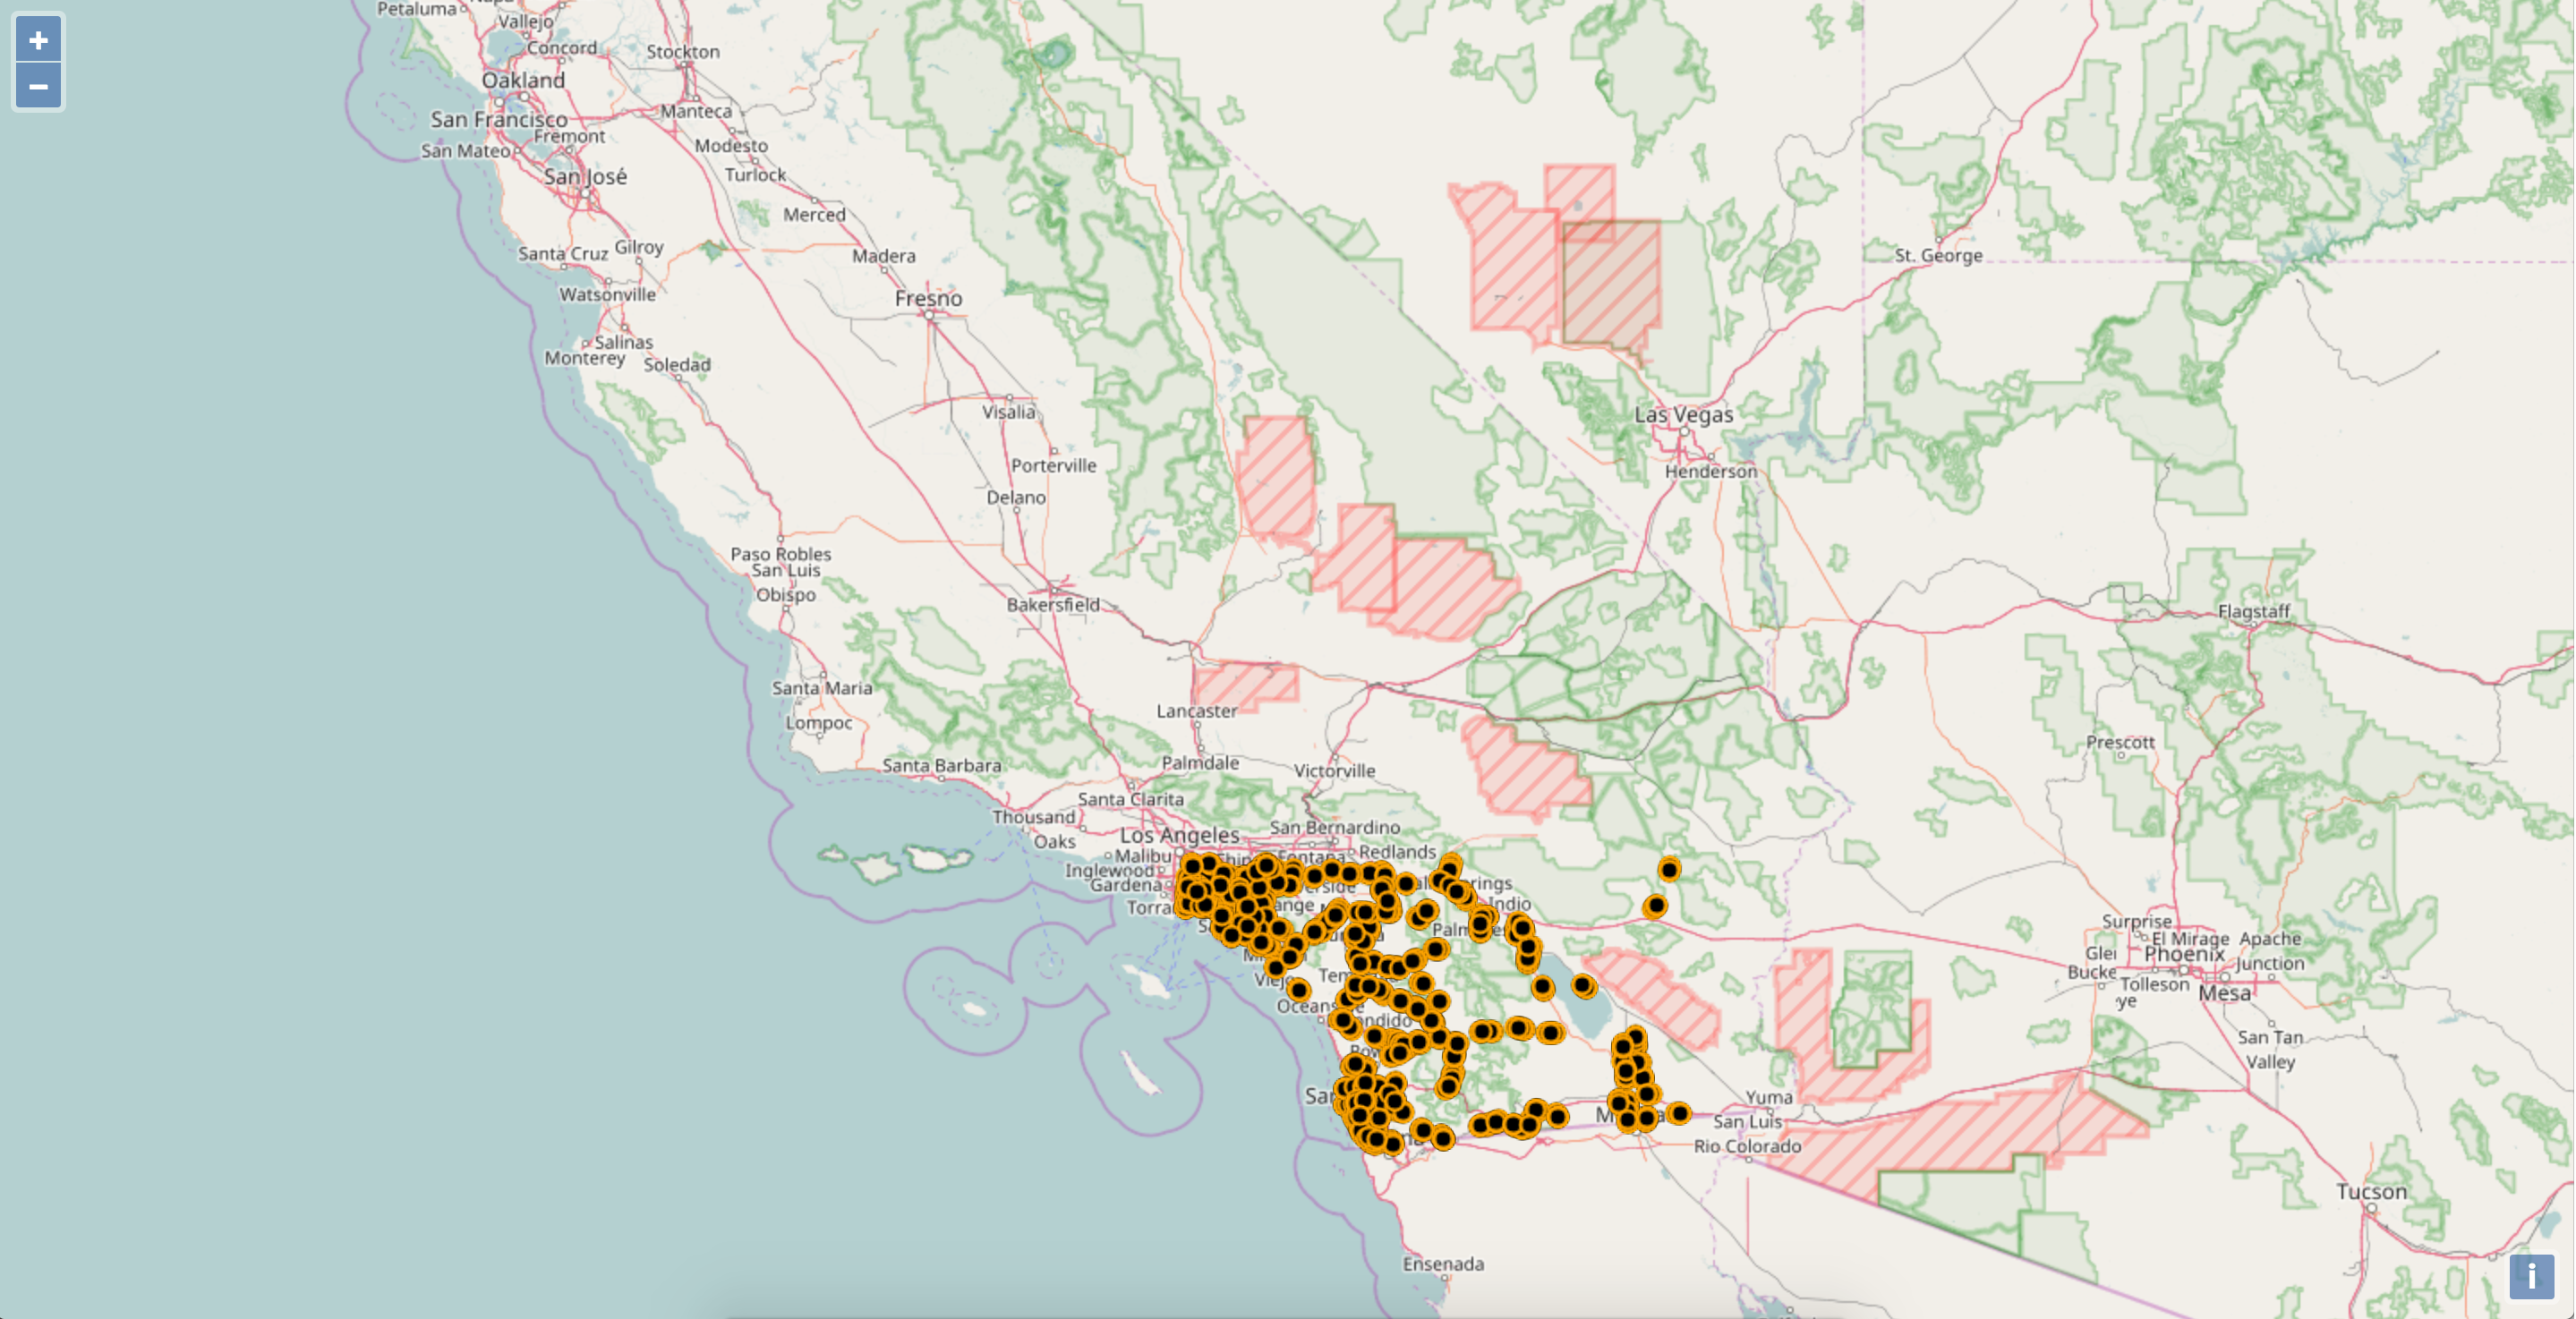 +
−
Petaluma
Vallejo
Concord
Stockton
Oakland
Manteca
San Francisco
Fremont
San Mateo
Modesto
San José
Turlock
Merced
Santa Cruz
Gilroy
Madera
St. George
Watsonville
Fresno
Salinas
Monterey
Soledad
Visalia
Las Vegas
Porterville
Henderson
Delano
Paso Robles
San Luis
Obispo
Bakersfield
Flagstaff
Santa Maria
Lancaster
Lompoc
Prescott
Santa Barbara
Palmdale
Victorville
Santa Clarita
Thousand
Oaks
Los Angeles
San Bernardino
Malibu
Redlands
Inglewood
Gardena
Indio
Surprise
El Mirage
Apache
Junction
Phoenix
Tolleson
Mesa
San Tan
Valley
Yuma
San Luis
Rio Colorado
Tucson
Ensenada
i